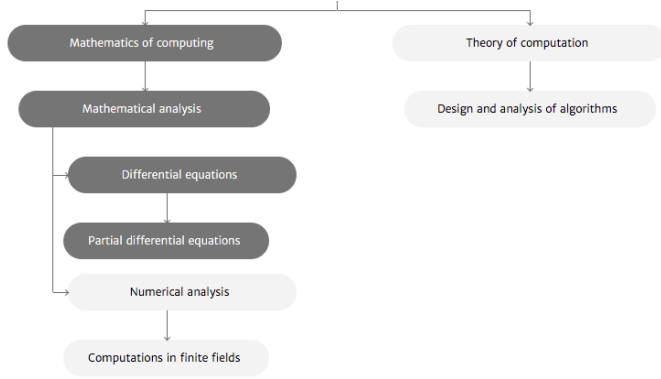 Mathematics of computing
Theory of computation
Mathematical analysis
Design and analysis of algorithms
Differential equations
Partial differential equations
Numerical analysis
Computations in finite fields